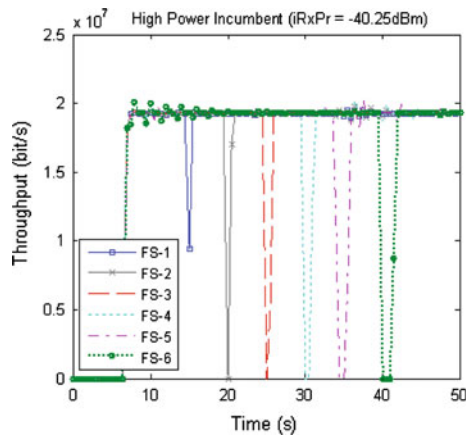 High Power Incumbent (iRxPr = -40.25dBm)
x 10^7
2.5
2
1.5
1
0.5
0
Throughput (bit/s)
FS-1
FS-2
FS-3
FS-4
FS-5
FS-6
0 10 20 30 40 50
Time (s)